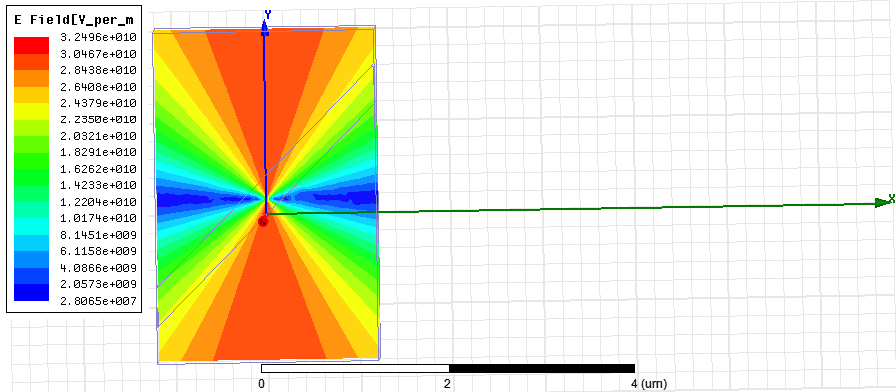 E Field[V_per_m
3.2496e+010
3.0467e+010
2.8438e+010
2.6408e+010
2.4379e+010
2.2350e+010
2.0321e+010
1.8291e+010
1.6262e+010
1.4233e+010
1.2204e+010
1.0174e+010
8.1451e+009
6.1158e+009
4.0866e+009
2.0573e+009
2.8065e+007
Y
X
0 2 4 (um)